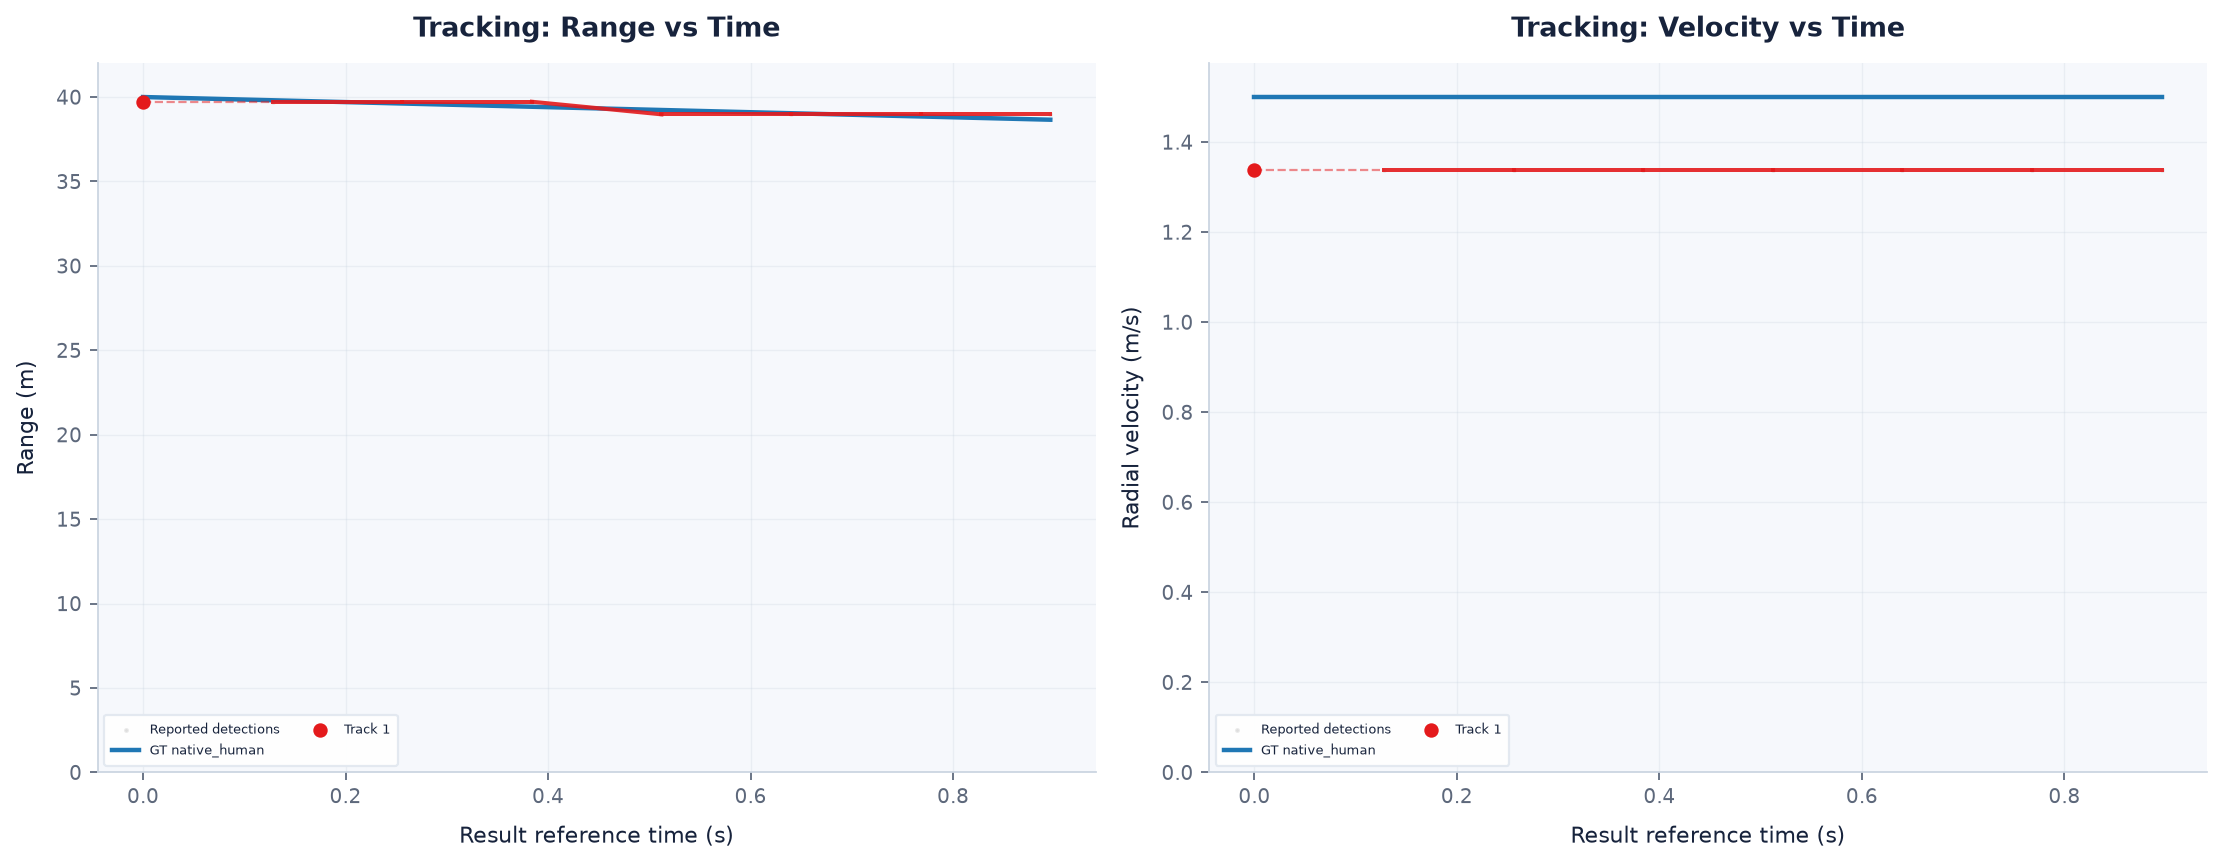 Tracking: Range vs Time
Range (m)
40
35
30
25
20
15
10
5
0
0.0 0.2 0.4 0.6 0.8
Result reference time (s)
Reported detections
GT native_human
Track 1
Tracking: Velocity vs Time
Radial velocity (m/s)
1.4
1.2
1.0
0.8
0.6
0.4
0.2
0.0
0.0 0.2 0.4 0.6 0.8
Result reference time (s)
Reported detections
GT native_human
Track 1